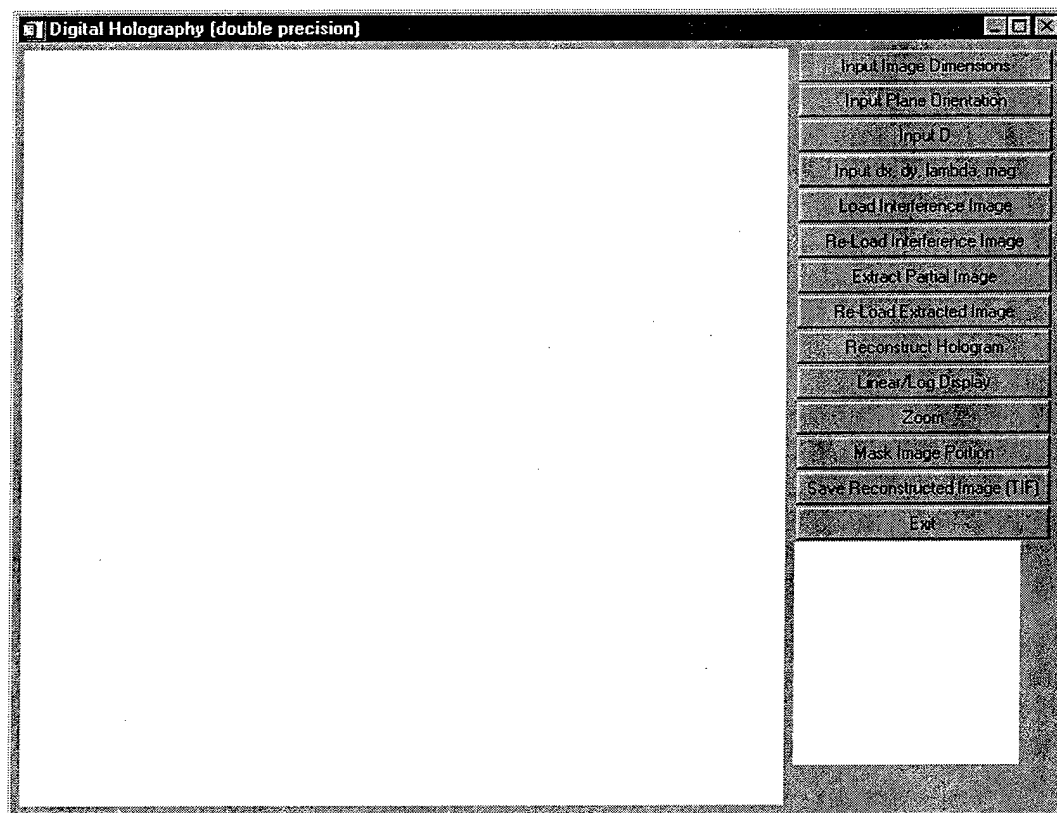 Digital Holography (double precision)
Input Image Dimensions
Input Plane Orientation
Input D
Input dx, dy, lambda, mag
Load Interference Image
Re-Load Interference Image
Extract Partial Image
Re-Load Extracted Image
Reconstruct Hologram
Linear/Log Display
Zoom
Mask Image Portion
Save Reconstructed Image (TIF)
Exit